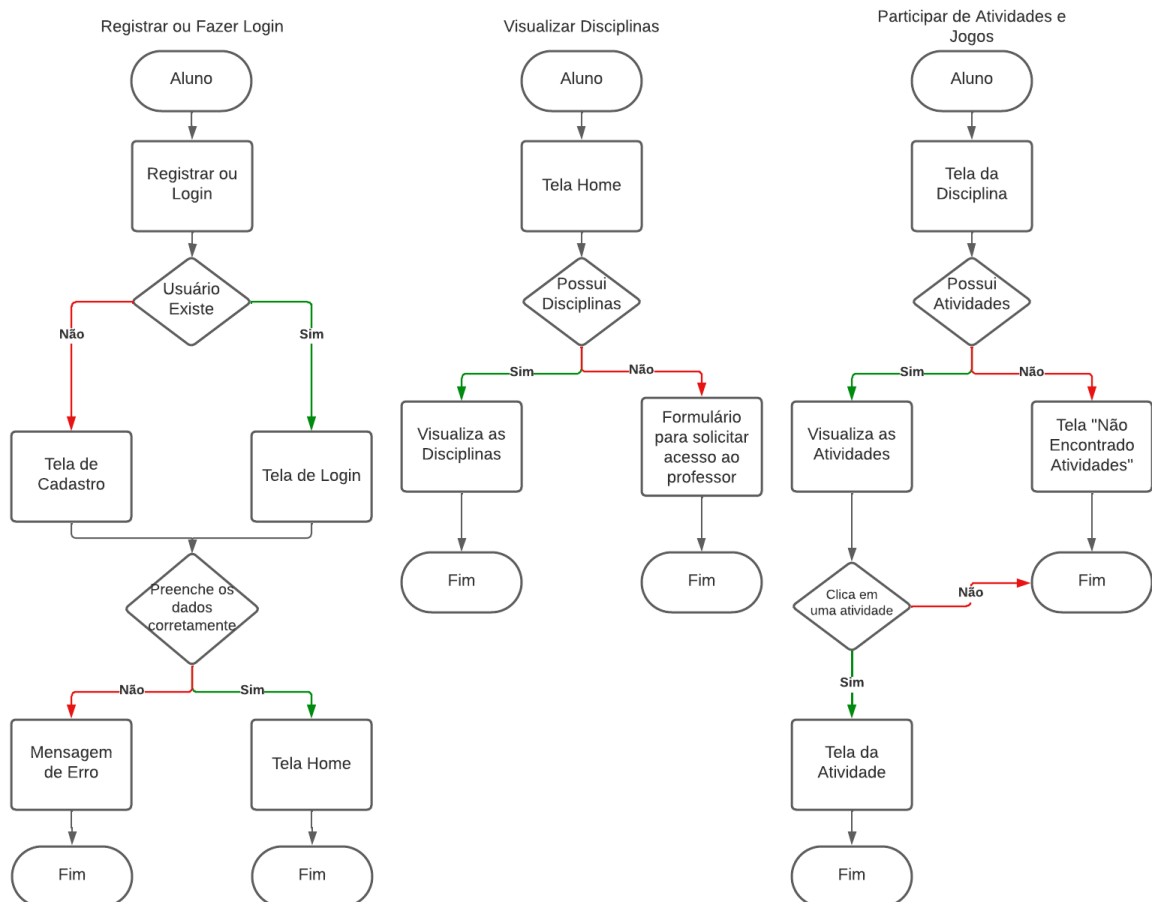 Registrar ou Fazer Login
Aluno
Registrar ou
Login
Usuário
Existe
Não
Sim
Tela de
Cadastro
Tela de Login
Preenche os
dados
corretamente
Não
Sim
Mensagem
de Erro
Tela Home
Fim
Fim
Visualizar Disciplinas
Aluno
Tela Home
Possui
Disciplinas
Sim
Não
Visualiza as
Disciplinas
Formulário
para solicitar
acesso ao
professor
Fim
Fim
Participar de Atividades e
Jogos
Aluno
Tela da
Disciplina
Possui
Atividades
Sim
Não
Visualiza as
Atividades
Tela "Não
Encontrado
Atividades"
Clica em
uma atividade
Não
Fim
Sim
Tela da
Atividade
Fim